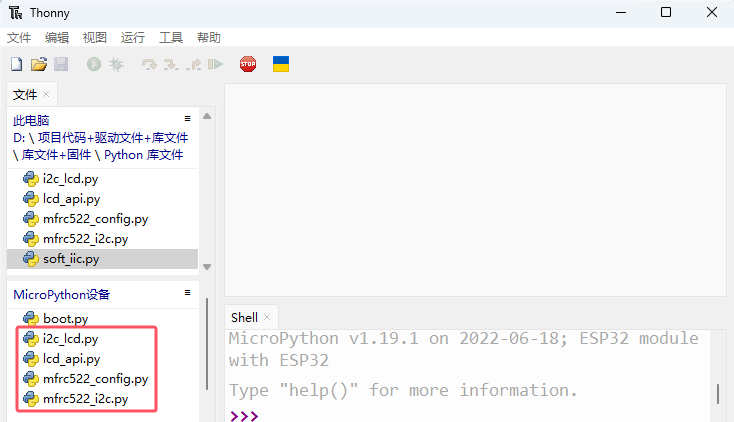 Thonny
文件 编辑 视图 运行 工具 帮助
STOP
文件
此电脑
D: \ 项目代码+驱动文件+库文件
\ 库文件+固件 \ Python 库文件
i2c_lcd.py
lcd_api.py
mfrc522_config.py
mfrc522_i2c.py
soft_iic.py
MicroPython设备
boot.py
i2c_lcd.py
lcd_api.py
mfrc522_config.py
mfrc522_i2c.py
Shell
MicroPython v1.19.1 on 2022-06-18; ESP32 module
with ESP32
Type "help()" for more information.
>>>